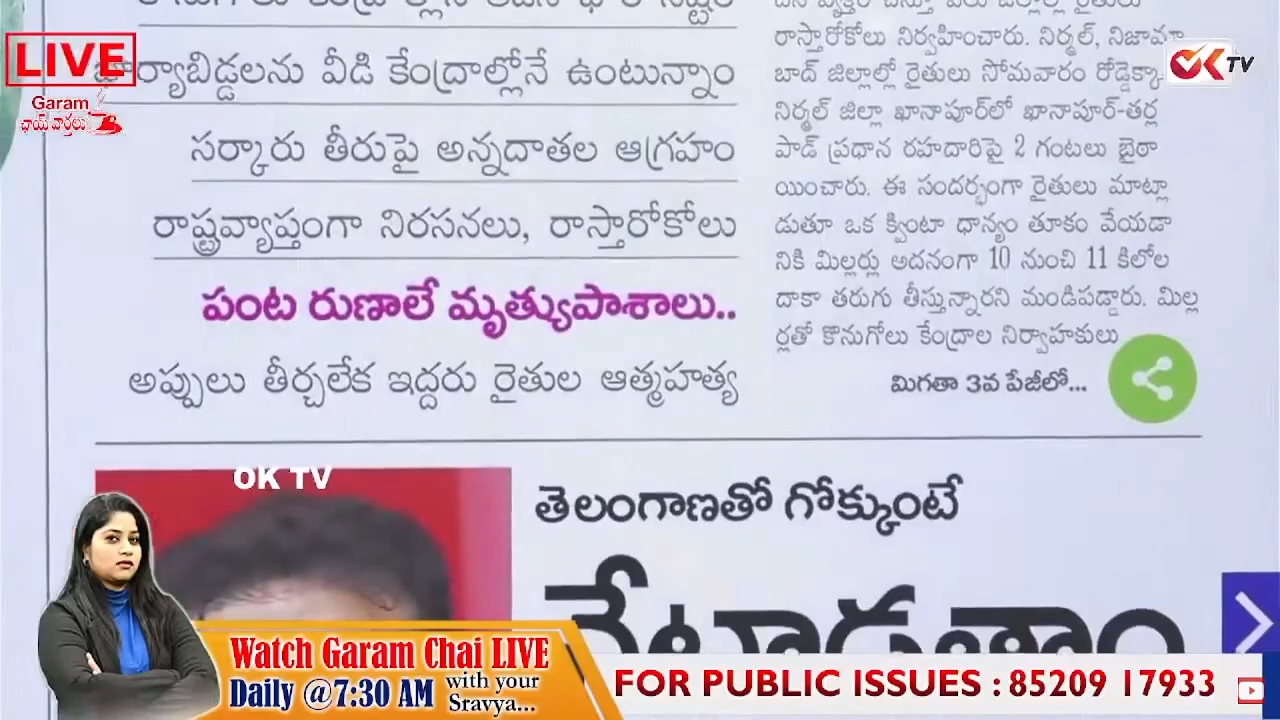 LIVE
Garam
ఛాయ్ వార్తలు
వీడి కేంద్రాల్లోనే ఉంటున్నాం
సర్కారు తీరుపై అన్నదాతల ఆగ్రహం
రాష్ట్రవ్యాప్తంగా నిరసనలు, రాస్తారోకోలు
పంట రుణాలే మృత్యుపాశాలు..
అప్పులు తీర్చలేక ఇద్దరు రైతుల ఆత్మహత్య
రాస్తారోకోలు నిర్వహించారు. నిర్మల్, నిజామా
బాద్ జిల్లాల్లో రైతులు సోమవారం రోడ్డెక్కా
నిర్మల్ జిల్లా ఖానాపూర్‌లో ఖానాపూర్-తర్ల
పాడ్ ప్రధాన రహదారిపై 2 గంటలు బైఠా
యించారు. ఈ సందర్భంగా రైతులు మాట్లా
డుతూ ఒక క్వింటా ధాన్యం తూకం వేయడా
నికి మిల్లర్లు అదనంగా 10 నుంచి 11 కిలోల
దాకా తరుగు తీస్తున్నారని మండిపడ్డారు. మిల్ల
ర్లతో కొనుగోలు కేంద్రాల నిర్వాహకులు
మిగతా 3వ పేజీలో...
OK TV
OK TV
తెలంగాణతో గోక్కుంటే
వేటాడుతాం
Watch Garam Chai LIVE
Daily @7:30 AM with your
Sravya...
FOR PUBLIC ISSUES : 85209 17933